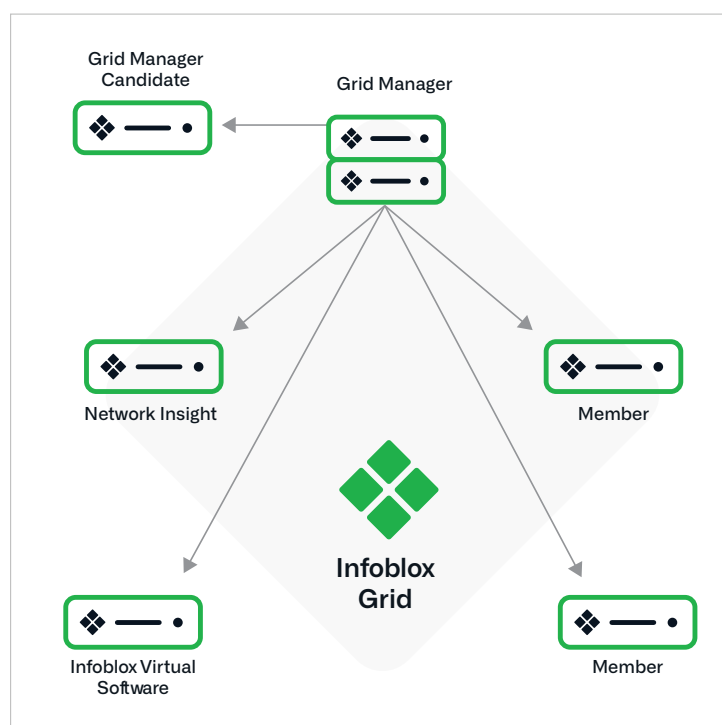 Grid Manager
Candidate
Grid Manager
Network Insight
Member
Infoblox
Grid
Infoblox Virtual
Software
Member